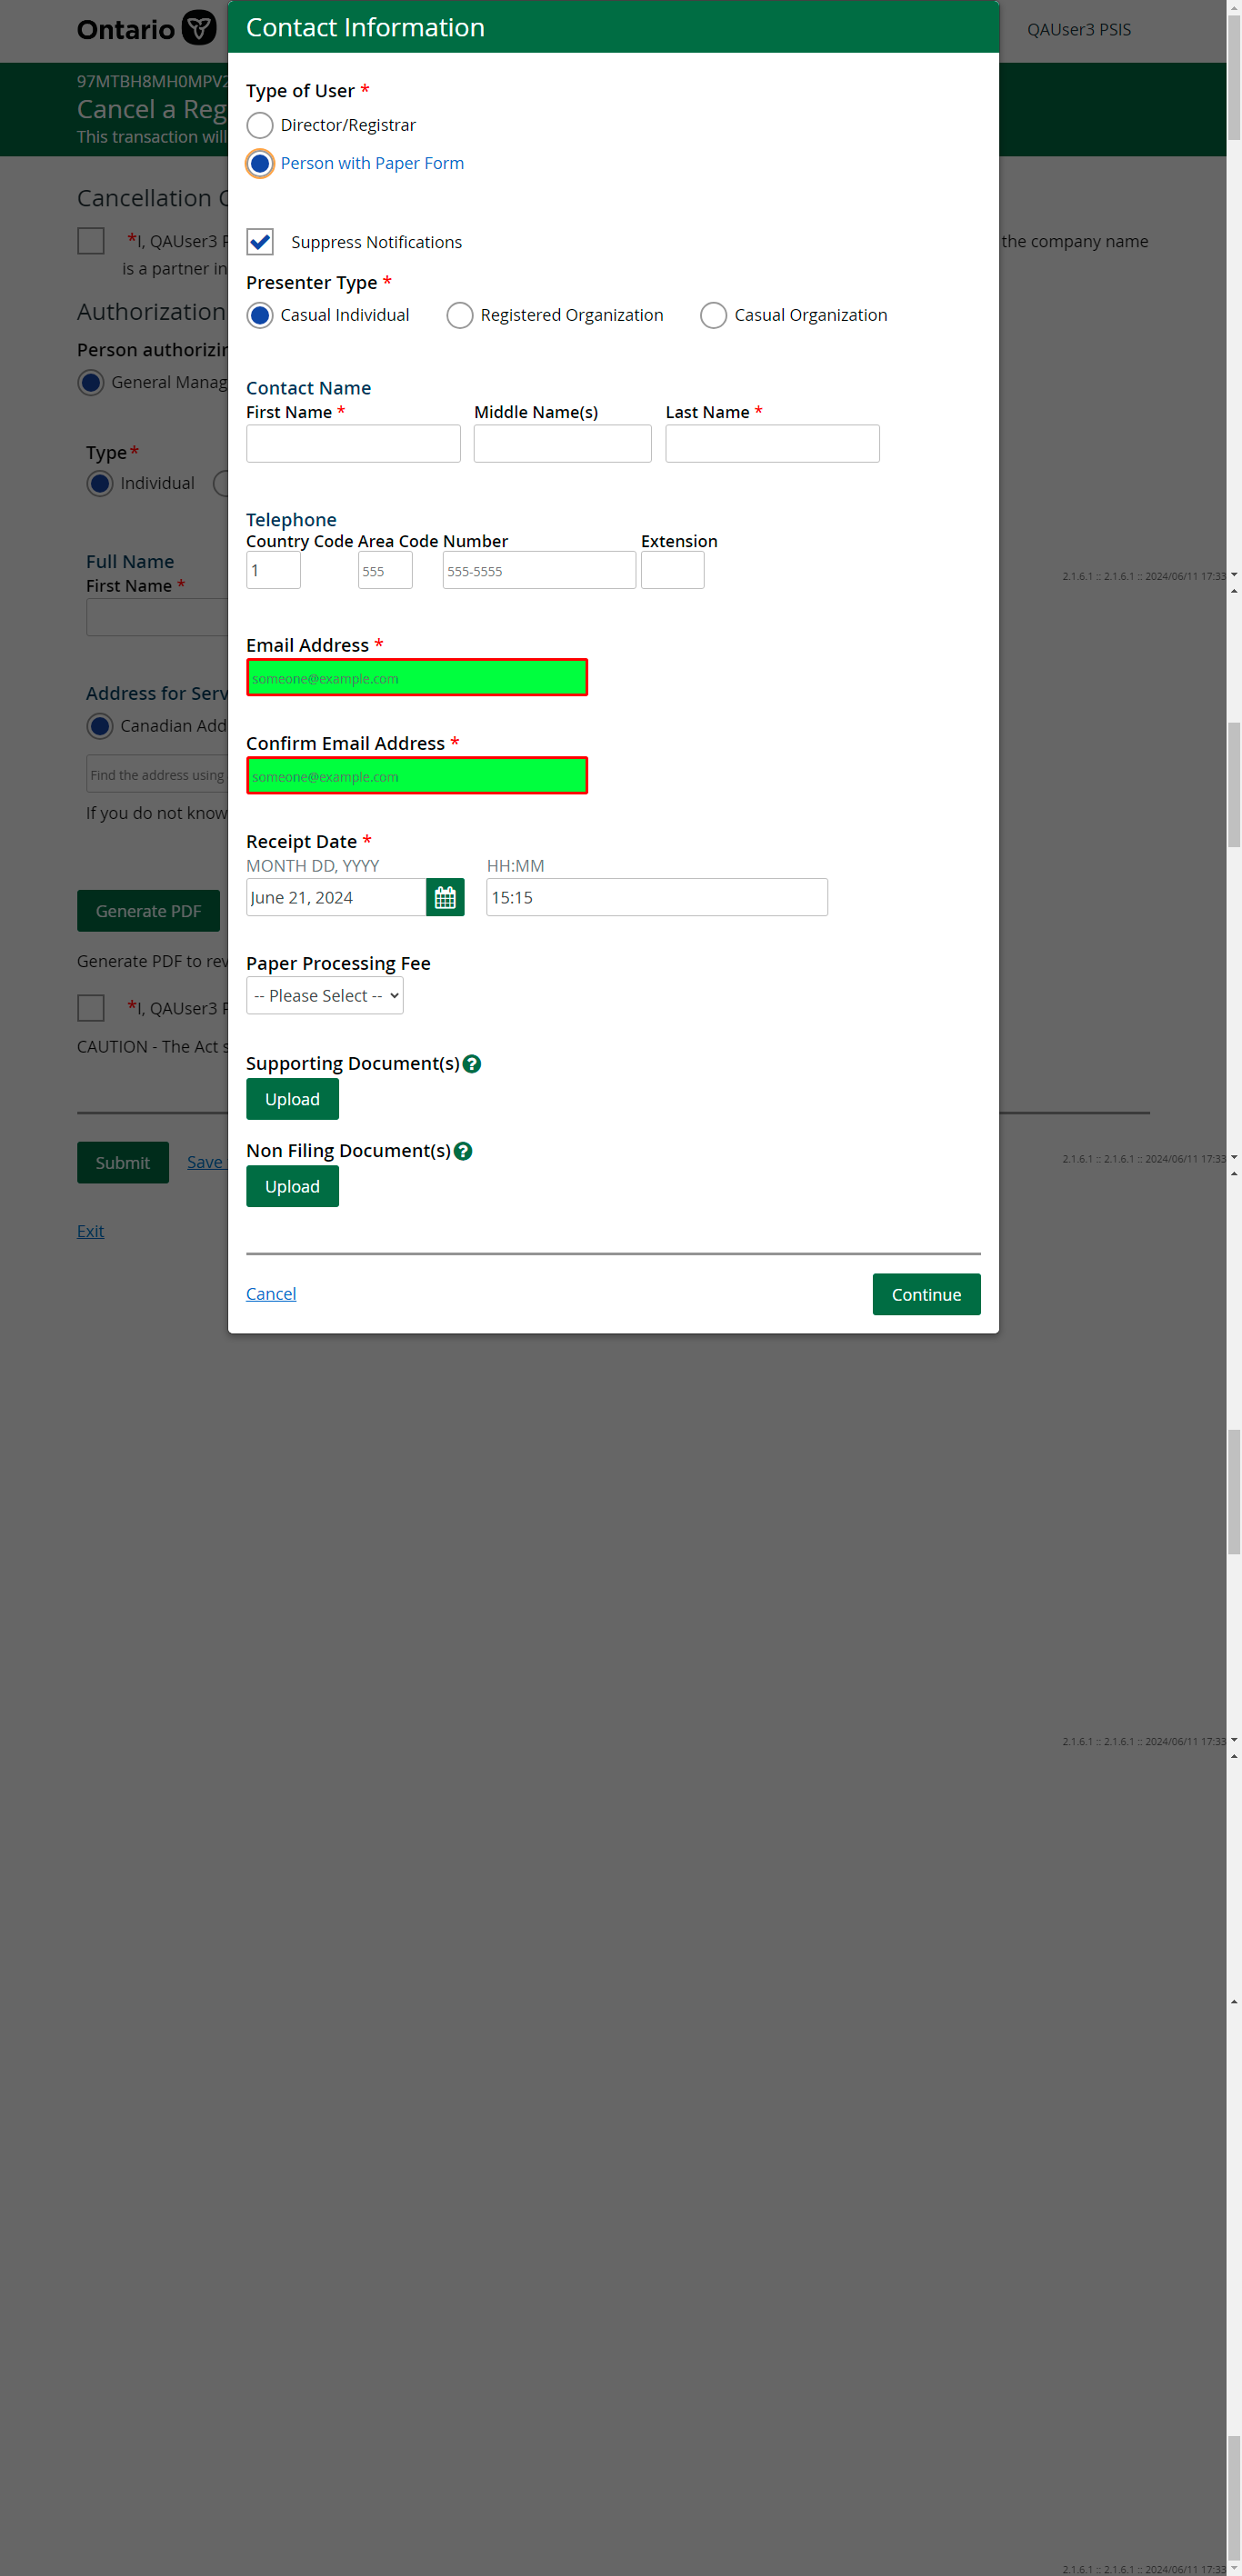 Ontario
QAUser3 PSIS
97MTBH8MH0MPV2
Cancel a Reg
This transaction will
Contact Information
Type of User *
Director/Registrar
Person with Paper Form
Suppress Notifications
Presenter Type *
Casual Individual Registered Organization Casual Organization
Contact Name
First Name * Middle Name(s) Last Name *
Telephone
Country Code Area Code Number Extension
1 555 555-5555
Email Address *
someone@example.com
Confirm Email Address *
someone@example.com
Receipt Date *
MONTH DD, YYYY HH:MM
June 21, 2024 15:15
Paper Processing Fee
-- Please Select --
Supporting Document(s) ?
Upload
Non Filing Document(s) ?
Upload
Cancel Continue
Cancellation
*I, QAUser3 the company name
is a partner in
Authorization
Person authorizin
General Manag
Type*
Individual
Full Name
First Name *
Address for Serv
Canadian Add
Find the address using
If you do not know
Generate PDF
Generate PDF to rev
*I, QAUser3
CAUTION - The Act s
Submit Save
Exit
2.1.6.1 :: 2.1.6.1 :: 2024/06/11 17:33
2.1.6.1 :: 2.1.6.1 :: 2024/06/11 17:33
2.1.6.1 :: 2.1.6.1 :: 2024/06/11 17:33
2.1.6.1 :: 2.1.6.1 :: 2024/06/11 17:33